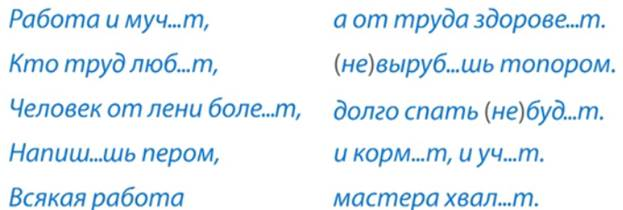 Работа и муч...т, а от труда здорове...т.
Кто труд люб...т, (не)выруб...шь топором.
Человек от лени боле...т, долго спать (не)буд...т.
Напиш...шь пером, и корм...т, и уч...т.
Всякая работа мастера хвал...т.